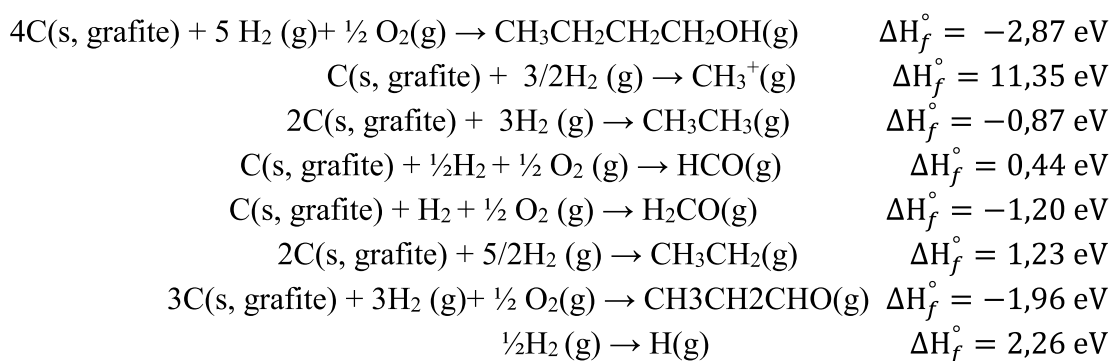 4C(s, grafite) + 5 H₂ (g)+ ½ O₂(g) → CH₃CH₂CH₂CH₂OH(g) ΔH°f = −2,87 eV
C(s, grafite) + 3/2H₂ (g) → CH₃⁺(g) ΔH°f = 11,35 eV
2C(s, grafite) + 3H₂ (g) → CH₃CH₃(g) ΔH°f = −0,87 eV
C(s, grafite) + ½H₂ + ½ O₂ (g) → HCO(g) ΔH°f = 0,44 eV
C(s, grafite) + H₂ + ½ O₂ (g) → H₂CO(g) ΔH°f = −1,20 eV
2C(s, grafite) + 5/2H₂ (g) → CH₃CH₂(g) ΔH°f = 1,23 eV
3C(s, grafite) + 3H₂ (g)+ ½ O₂(g) → CH3CH2CHO(g) ΔH°f = −1,96 eV
½H₂ (g) → H(g) ΔH°f = 2,26 eV